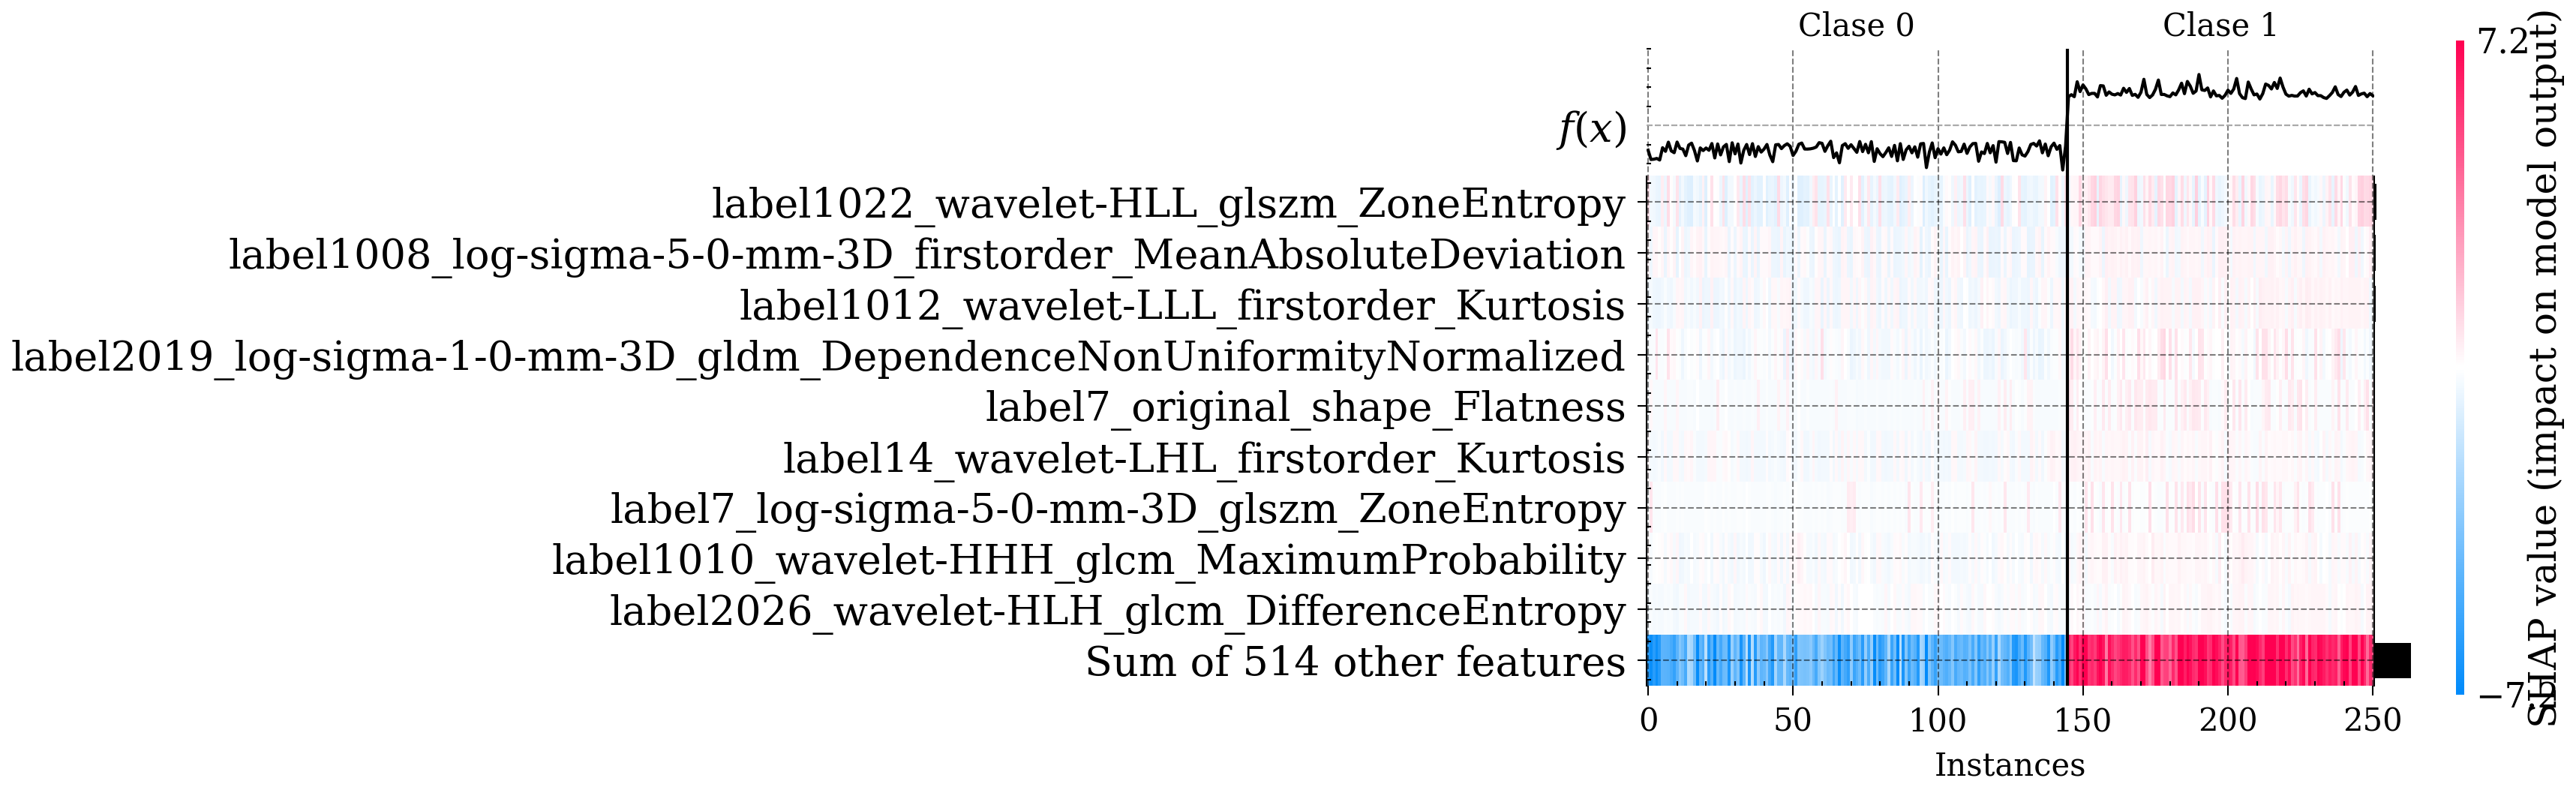 Clase 0 Clase 1
7.2
f(x)
label1022_wavelet-HLL_glszm_ZoneEntropy
label1008_log-sigma-5-0-mm-3D_firstorder_MeanAbsoluteDeviation
label1012_wavelet-LLL_firstorder_Kurtosis
label2019_log-sigma-1-0-mm-3D_gldm_DependenceNonUniformityNormalized
label7_original_shape_Flatness
label14_wavelet-LHL_firstorder_Kurtosis
label7_log-sigma-5-0-mm-3D_glszm_ZoneEntropy
label1010_wavelet-HHH_glcm_MaximumProbability
label2026_wavelet-HLH_glcm_DifferenceEntropy
Sum of 514 other features
0 50 100 150 200 250
Instances
−7.2
SHAP value (impact on model output)